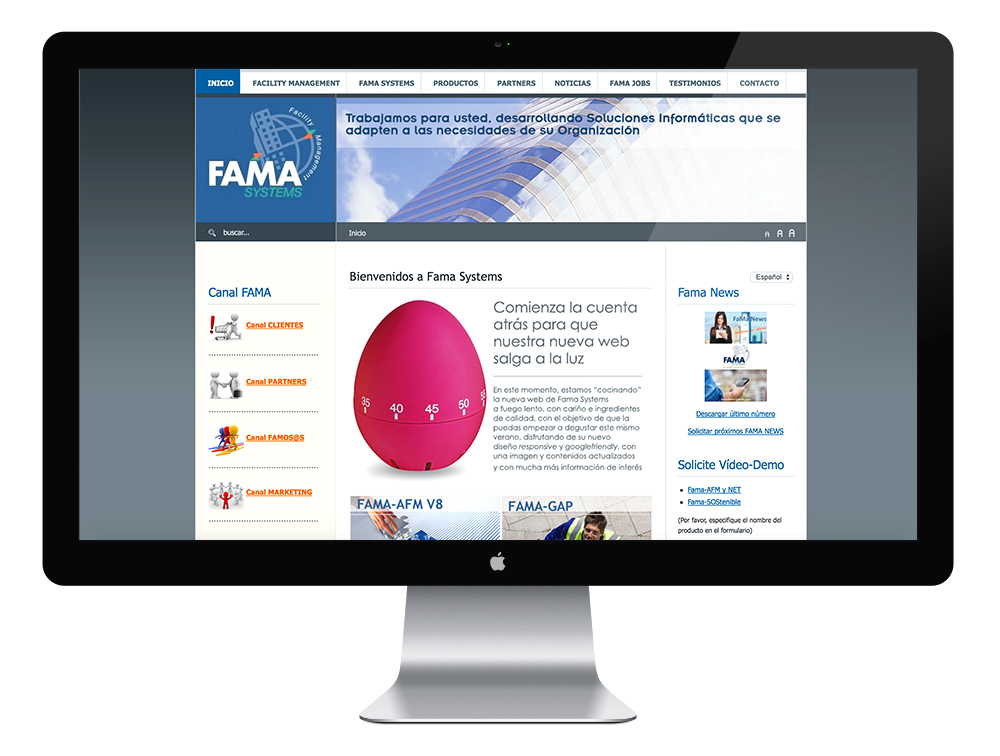 INICIO FACILITY MANAGEMENT FAMA SYSTEMS PRODUCTOS PARTNERS NOTICIAS FAMA JOBS TESTIMONIOS CONTACTO
Facility Management
FAMA
SYSTEMS
Trabajamos para usted, desarrollando Soluciones Informáticas que se
adapten a las necesidades de su Organización
buscar...
Inicio
A A A
Canal FAMA
Canal CLIENTES
Canal PARTNERS
Canal FAMOS@S
Canal MARKETING
Bienvenidos a Fama Systems
35 40 45 50 55
Comienza la cuenta
atrás para que
nuestra nueva web
salga a la luz
En este momento, estamos “cocinando”
la nueva web de Fama Systems
a fuego lento, con cariño e ingredientes
de calidad, con el objetivo de que la
puedas empezar a degustar este mismo
verano, disfrutando de su nuevo
diseño responsive y googlefriendly, con
una imagen y contenidos actualizados
y con mucha más información de interés
FAMA-AFM V8
FAMA-GAP
Español
Fama News
FaMa News
FAMA
Descargar último número
Solicitar próximos FAMA NEWS
Solicite Vídeo-Demo
Fama-AFM y NET
Fama-SOStenible
(Por favor, especifique el nombre del
producto en el formulario)